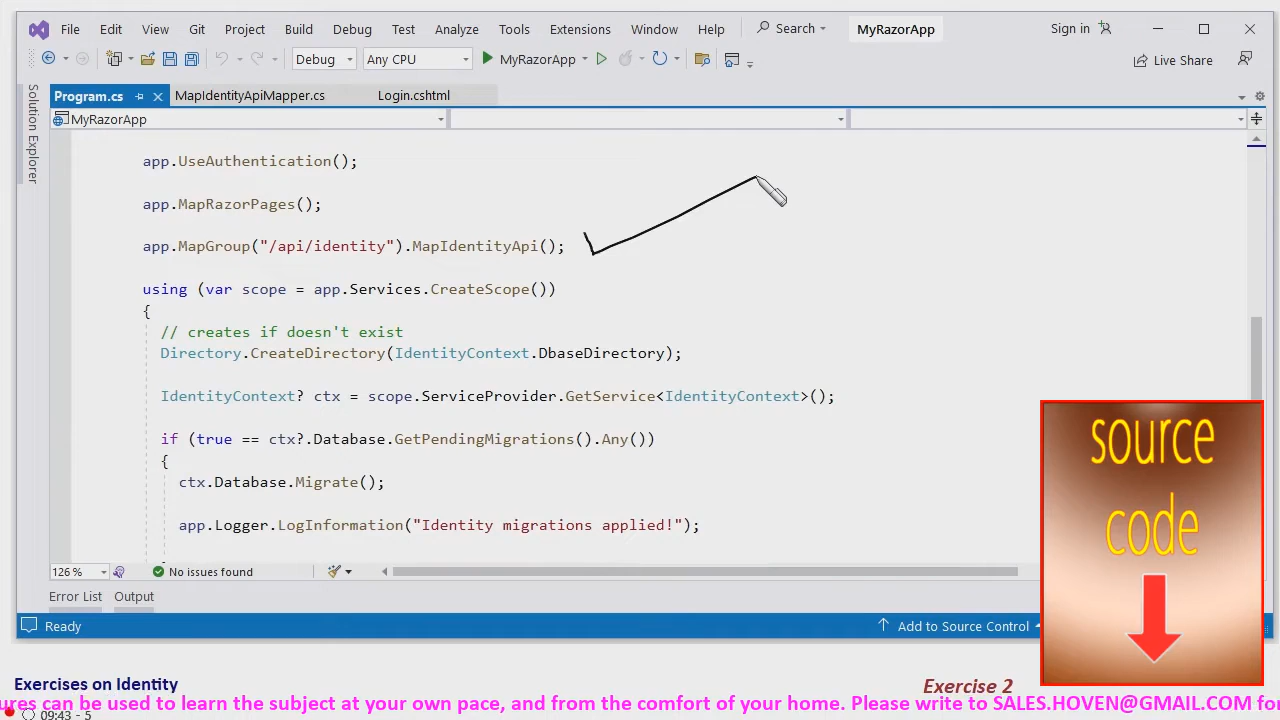 File Edit View Git Project Build Debug Test Analyze Tools Extensions Window Help Search MyRazorApp Sign in
Debug Any CPU MyRazorApp Live Share
Program.cs MapIdentityApiMapper.cs Login.cshtml
MyRazorApp
Solution Explorer
app.UseAuthentication();
app.MapRazorPages();
app.MapGroup("/api/identity").MapIdentityApi();
using (var scope = app.Services.CreateScope())
{
// creates if doesn't exist
Directory.CreateDirectory(IdentityContext.DbaseDirectory);
IdentityContext? ctx = scope.ServiceProvider.GetService<IdentityContext>();
if (true == ctx?.Database.GetPendingMigrations().Any())
{
ctx.Database.Migrate();
app.Logger.LogInformation("Identity migrations applied!");
source
code
126 % No issues found
Error List Output
Ready Add to Source Control
Exercises on Identity Exercise 2
ures can be used to learn the subject at your own pace, and from the comfort of your home. Please write to SALES.HOVEN@GMAIL.COM fo
09:43 - 5